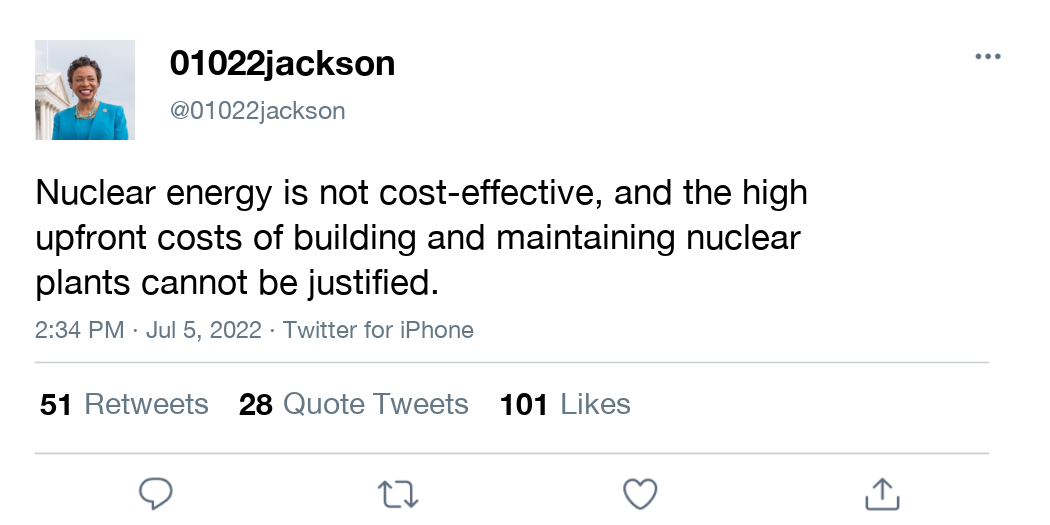 01022jackson
@01022jackson
Nuclear energy is not cost-effective, and the high
upfront costs of building and maintaining nuclear
plants cannot be justified.
2:34 PM · Jul 5, 2022 · Twitter for iPhone
51 Retweets 28 Quote Tweets 101 Likes